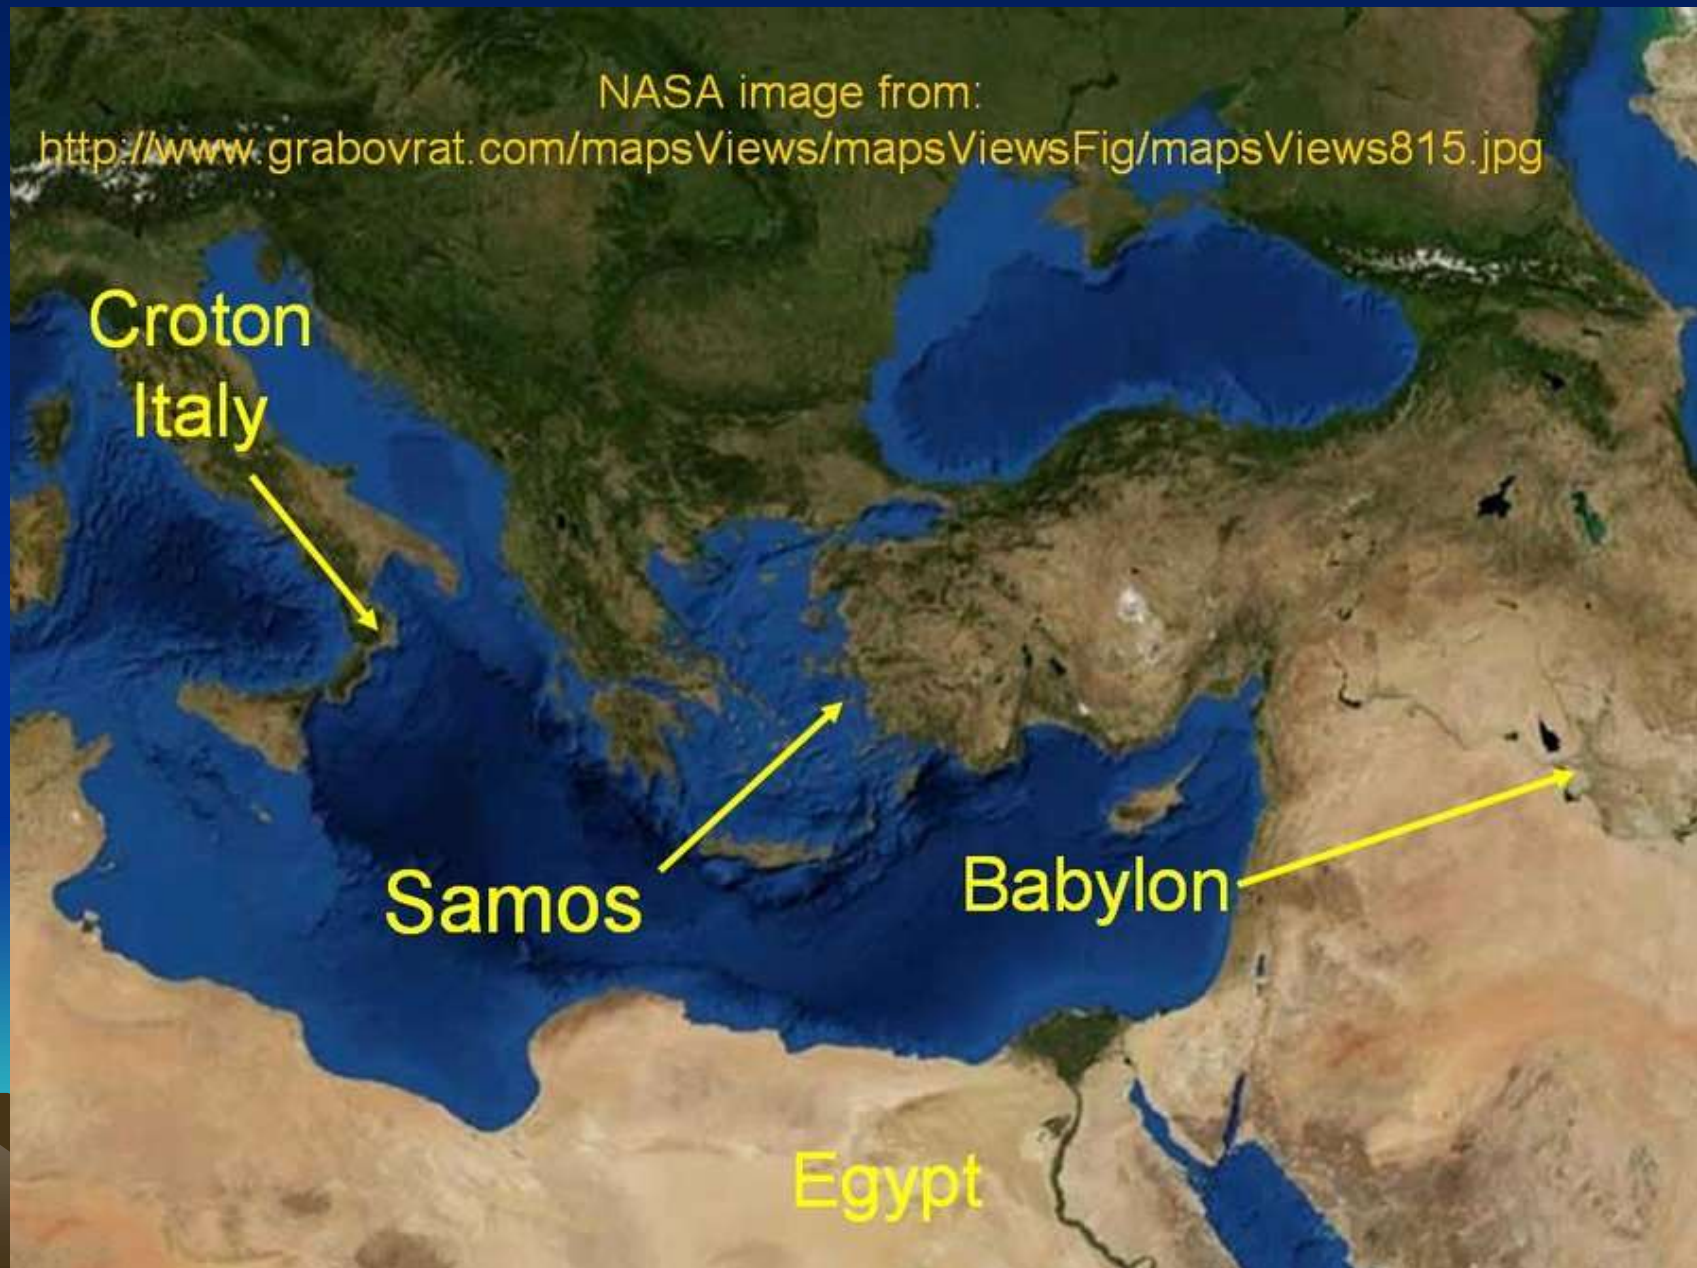 NASA image from:
http://www.grabovrat.com/mapsViews/mapsViewsFig/mapsViews815.jpg
Croton
Italy
Samos
Babylon
Egypt